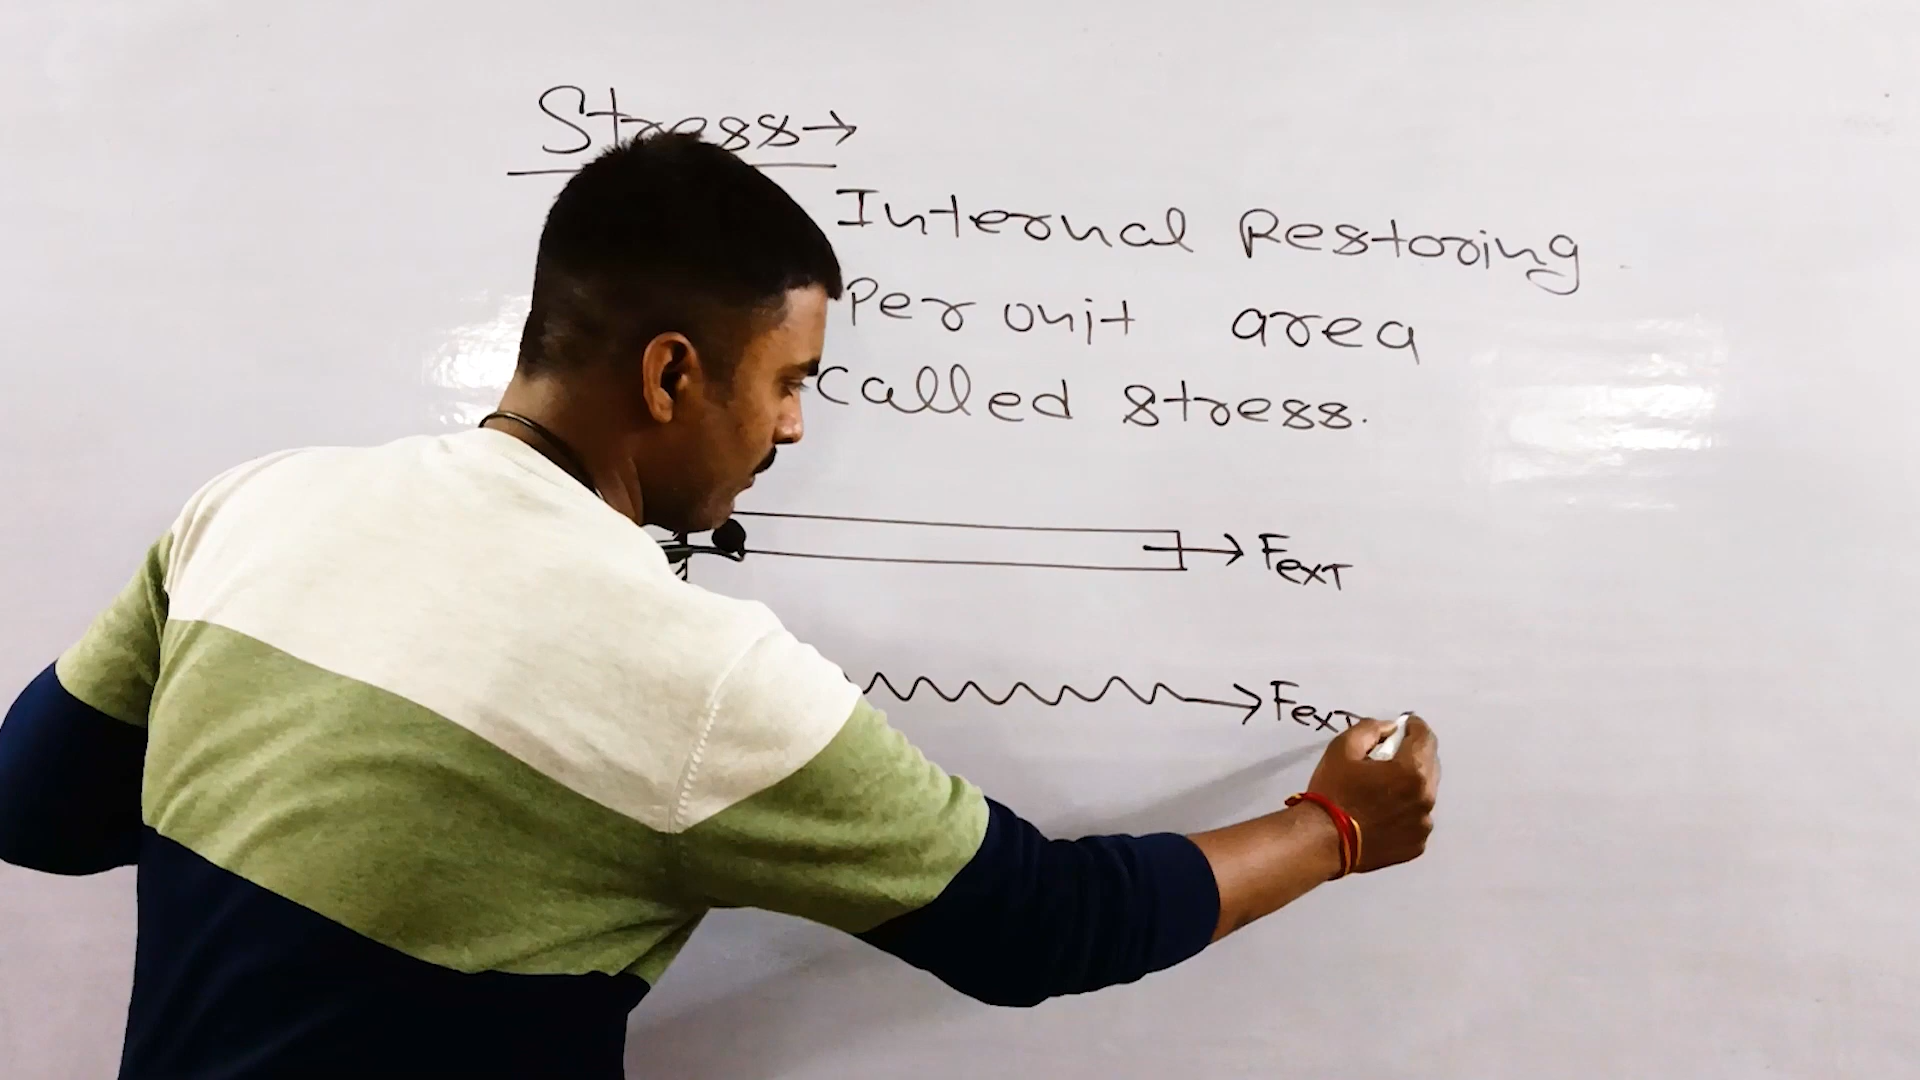 Stress→
Internal Restoring
Per unit area
called stress.
FEXT
FEXT